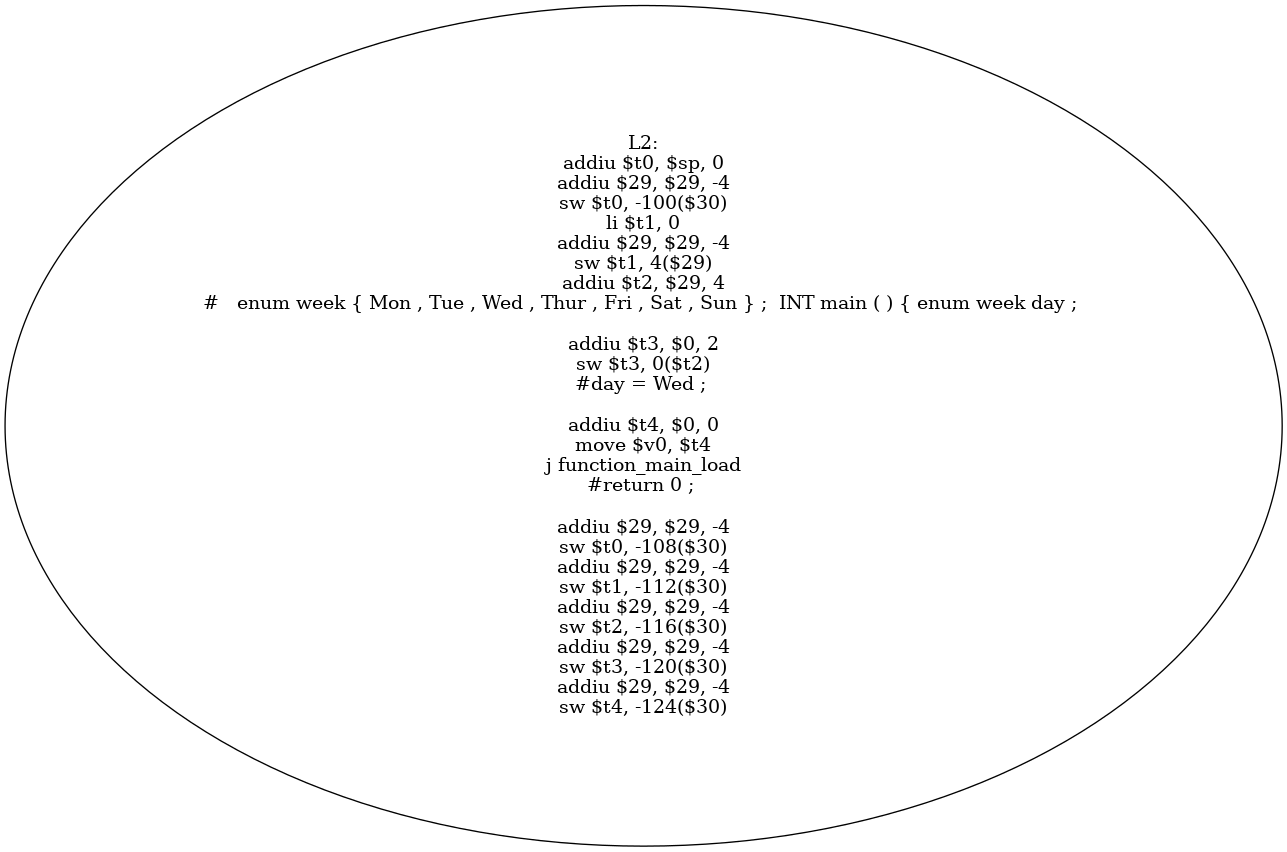 L2:
addiu $t0, $sp, 0
addiu $29, $29, -4
sw $t0, -100($30)
li $t1, 0
addiu $29, $29, -4
sw $t1, 4($29)
addiu $t2, $29, 4
#   enum week { Mon , Tue , Wed , Thur , Fri , Sat , Sun } ;  INT main ( ) { enum week day ;
addiu $t3, $0, 2
sw $t3, 0($t2)
#day = Wed ;
addiu $t4, $0, 0
move $v0, $t4
j function_main_load
#return 0 ;
addiu $29, $29, -4
sw $t0, -108($30)
addiu $29, $29, -4
sw $t1, -112($30)
addiu $29, $29, -4
sw $t2, -116($30)
addiu $29, $29, -4
sw $t3, -120($30)
addiu $29, $29, -4
sw $t4, -124($30)